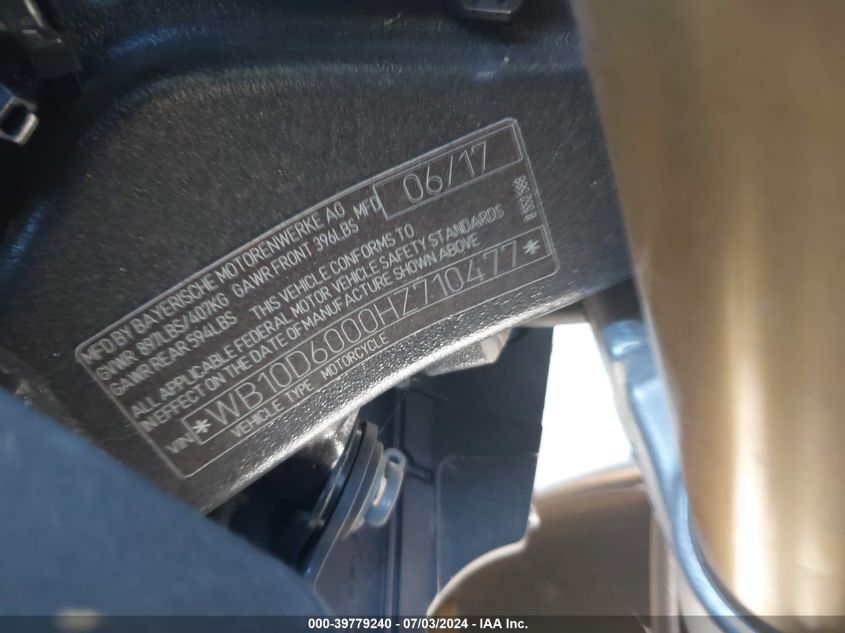 MFD BY BAYERISCHE MOTORENWERKE AG
GVWR 897LBS/407KG GAWR FRONT 396LBS MFD 06/17
GAWR REAR 594LBS THIS VEHICLE CONFORMS TO
ALL APPLICABLE FEDERAL MOTOR VEHICLE SAFETY STANDARDS
IN EFFECT ON THE DATE OF MANUFACTURE SHOWN ABOVE
VIN *WB10D6000HZ710477*
VEHICLE TYPE MOTORCYCLE
000-39779240 - 07/03/2024 - IAA Inc.